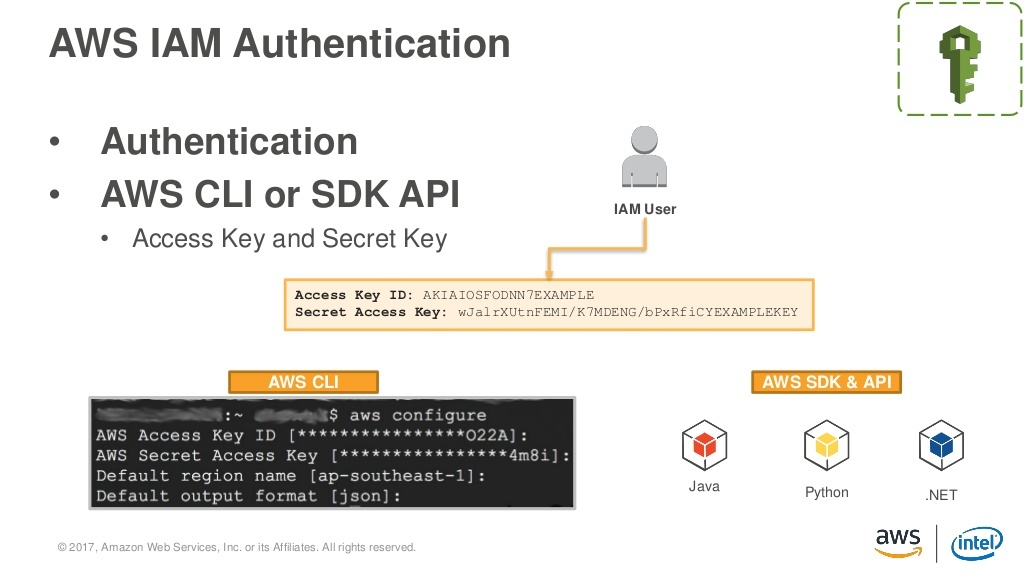 AWS IAM Authentication
• Authentication
• AWS CLI or SDK API
• Access Key and Secret Key
IAM User
Access Key ID: AKIAIOSFODNN7EXAMPLE
Secret Access Key: wJalrXUtnFEMI/K7MDENG/bPxRfiCYEXAMPLEKEY
AWS CLI
:~ $ aws configure
AWS Access Key ID [****************O22A]:
AWS Secret Access Key [****************4m8i]:
Default region name [ap-southeast-1]:
Default output format [json]:
AWS SDK & API
Java
Python
.NET
© 2017, Amazon Web Services, Inc. or its Affiliates. All rights reserved.
aws
intel